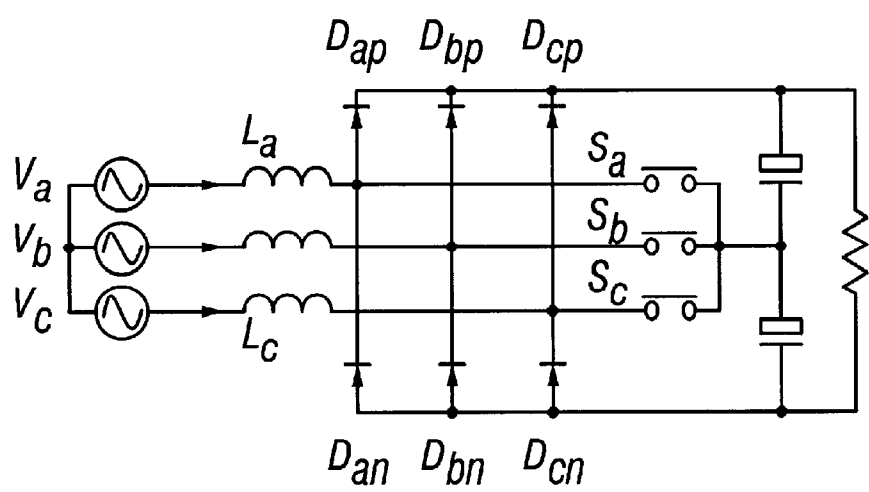 Dap Dbp Dcp
La
Va
Sa
Vb
Sb
Vc
Sc
Lc
Dan Dbn Dcn